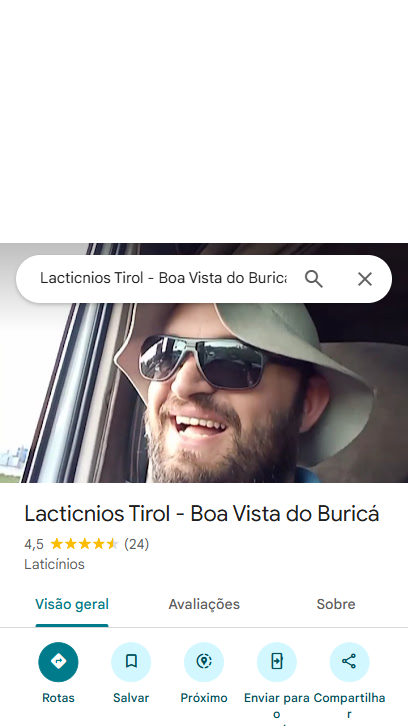 Lacticnios Tirol - Boa Vista do Buricá
Lacticnios Tirol - Boa Vista do Buricá
4,5 (24)
Laticínios
Visão geral Avaliações Sobre
Rotas Salvar Próximo Enviar para Compartilha
o r